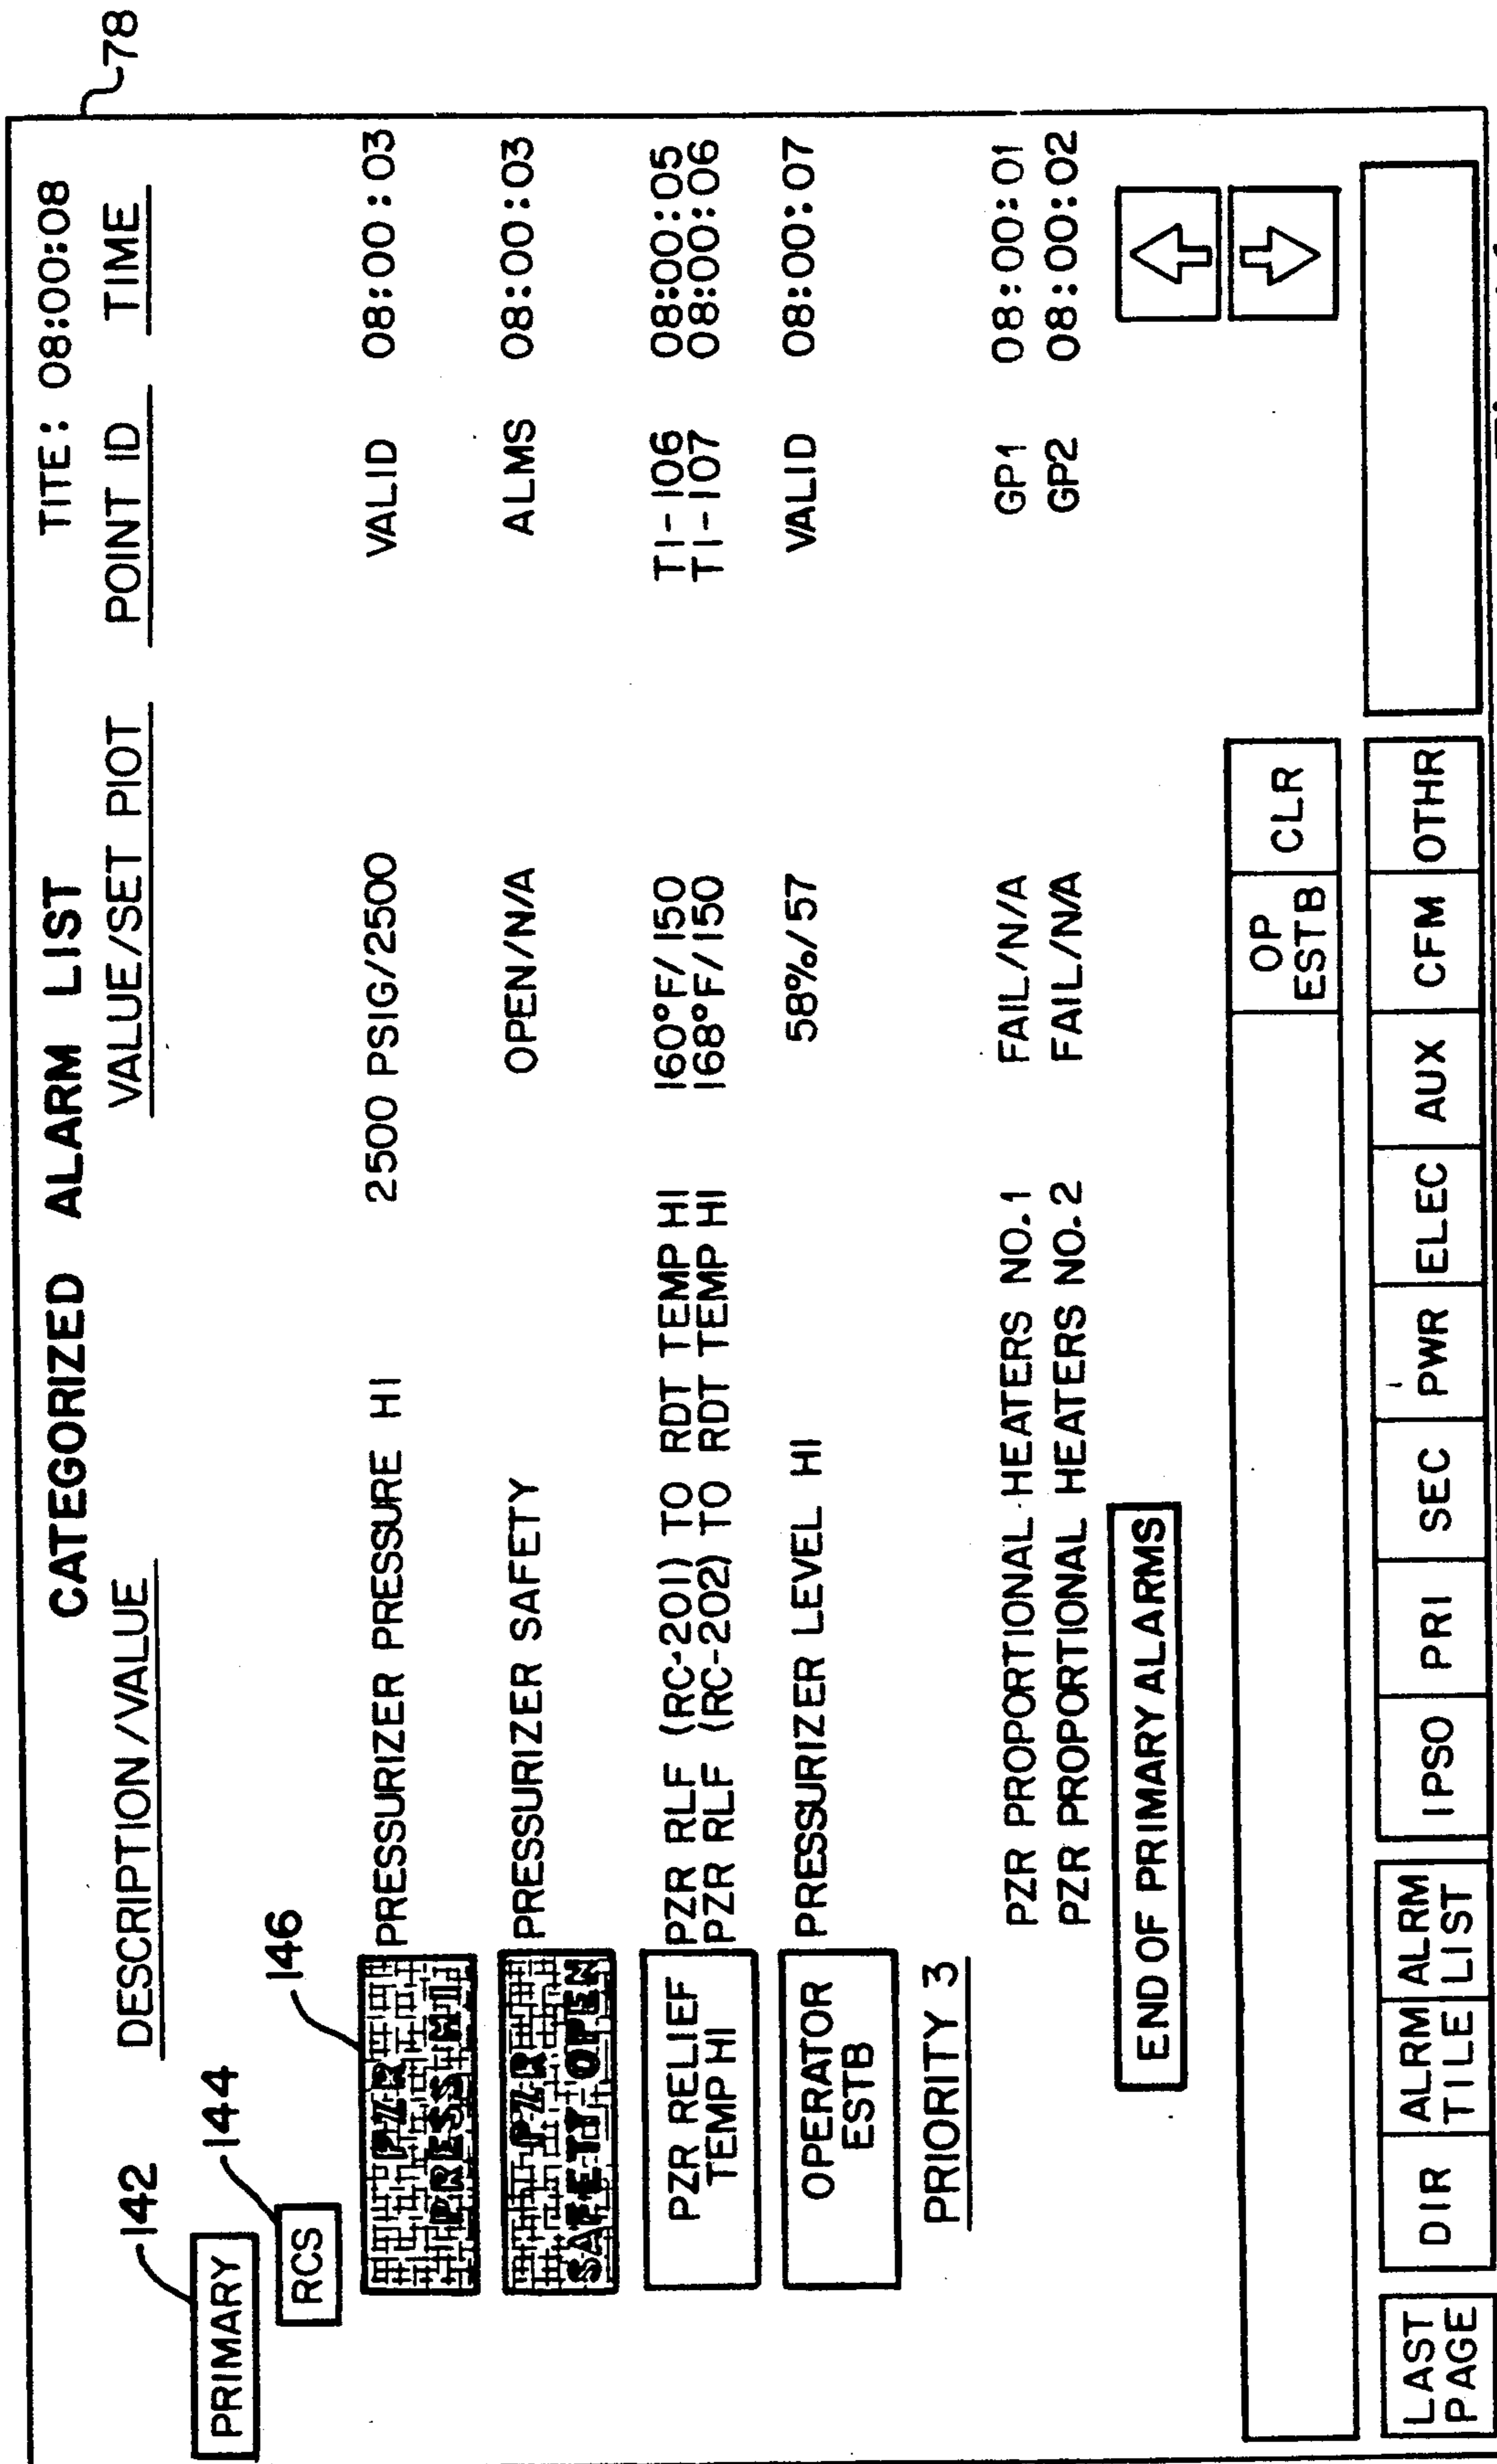 78
CATEGORIZED ALARM LIST
TITE: 08:00:08
DESCRIPTION/VALUE VALUE/SET PIOT POINT ID TIME
142
PRIMARY
144
RCS
146
PZR PRESS HI PRESSURIZER PRESSURE HI 2500 PSIG/2500 VALID 08:00:03
PZR SAFETY OPEN PRESSURIZER SAFETY OPEN/N/A ALMS 08:00:03
PZR RELIEF TEMP HI PZR RLF (RC-201) TO RDT TEMP HI 160°F/150 TI-106 08:00:05
PZR RLF (RC-202) TO RDT TEMP HI 168°F/150 TI-107 08:00:06
OPERATOR ESTB PRESSURIZER LEVEL HI 58%/57 VALID 08:00:07
PRIORITY 3
PZR PROPORTIONAL HEATERS NO.1 FAIL/N/A GP1 08:00:01
PZR PROPORTIONAL HEATERS NO.2 FAIL/N/A GP2 08:00:02
END OF PRIMARY ALARMS
OP ESTB CLR
LAST PAGE DIR ALRM TILE ALRM LIST IPSO PRI SEC PWR ELEC AUX CFM OTHR